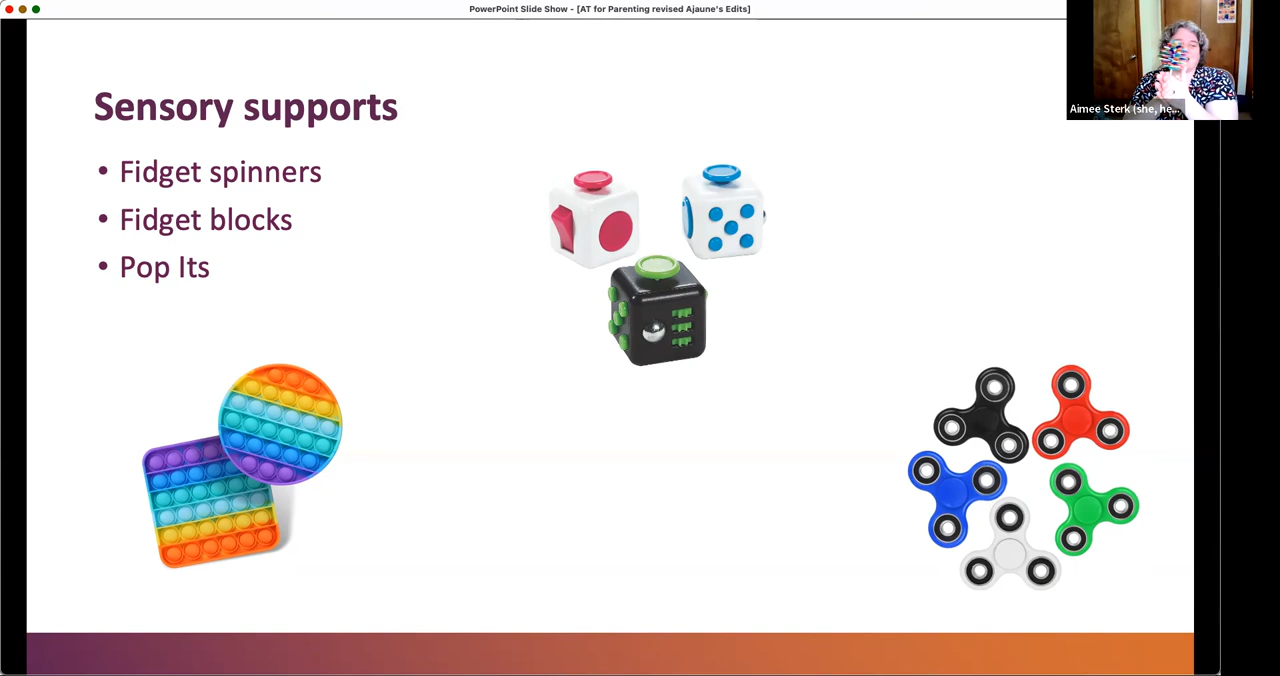 PowerPoint Slide Show - [AT for Parenting revised Ajaune's Edits]
Aimee Sterk (she, he...
Sensory supports
• Fidget spinners
• Fidget blocks
• Pop Its